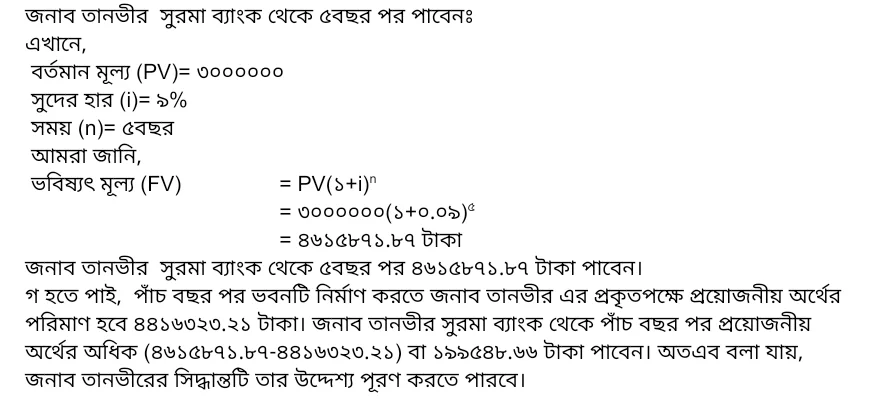 জনাব তানভীর সুরমা ব্যাংক থেকে ৫বছর পর পাবেনঃ
এখানে,
বর্তমান মূল্য (PV)= ৩০০০০০০
সুদের হার (i)= ৯%
সময় (n)= ৫বছর
আমরা জানি,
ভবিষ্যৎ মূল্য (FV) = PV(১+i)ⁿ
= ৩০০০০০০(১+০.০৯)^৫
= ৪৬১৫৮৭১.৮৭ টাকা
জনাব তানভীর সুরমা ব্যাংক থেকে ৫বছর পর ৪৬১৫৮৭১.৮৭ টাকা পাবেন।
গ হতে পাই, পাঁচ বছর পর ভবনটি নির্মাণ করতে জনাব তানভীর এর প্রকৃতপক্ষে প্রয়োজনীয় অর্থের
পরিমাণ হবে ৪৪১৬৩২৩.২১ টাকা। জনাব তানভীর সুরমা ব্যাংক থেকে পাঁচ বছর পর প্রয়োজনীয়
অর্থের অধিক (৪৬১৫৮৭১.৮৭-৪৪১৬৩২৩.২১) বা ১৯৯৫৪৮.৬৬ টাকা পাবেন। অতএব বলা যায়,
জনাব তানভীরের সিদ্ধান্তটি তার উদ্দেশ্য পূরণ করতে পারবে।